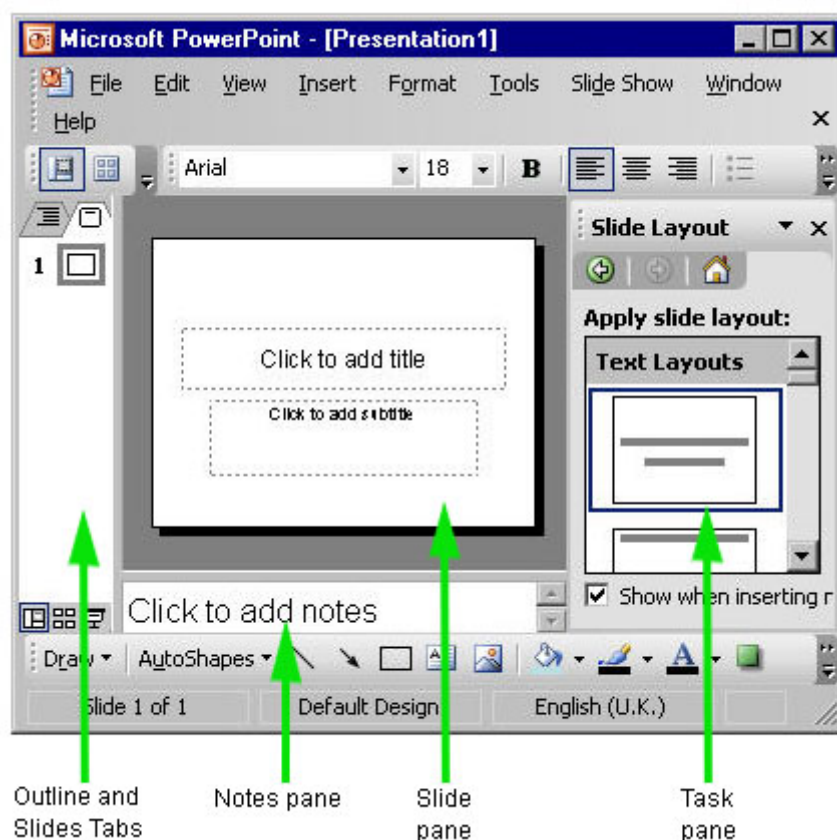 Microsoft PowerPoint - [Presentation1]
File Edit View Insert Format Tools Slide Show Window
Help
Arial 18 B
Slide Layout
1
Apply slide layout:
Text Layouts
Click to add title
Click to add subtitle
Show when inserting r
Click to add notes
Draw AutoShapes A
Slide 1 of 1 Default Design English (U.K.)
Outline and
Slides Tabs
Notes pane
Slide
pane
Task
pane